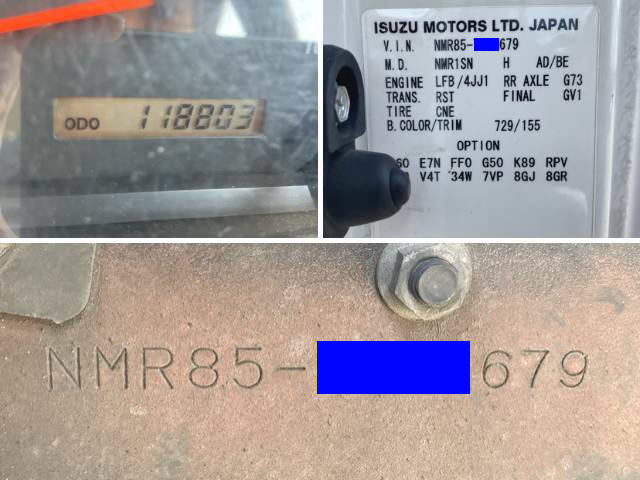 ODO 118803
ISUZU MOTORS LTD. JAPAN
V.I.N. NMR85- 679
M.D. NMR1SN H AD/BE
ENGINE LFB/4JJ1 RR AXLE G73
TRANS. RST FINAL GV1
TIRE CNE
B.COLOR/TRIM 729/155
OPTION
E7N FF0 G50 K89 RPV
V4T 34W 7VP 8GJ 8GR
NMR85- 679